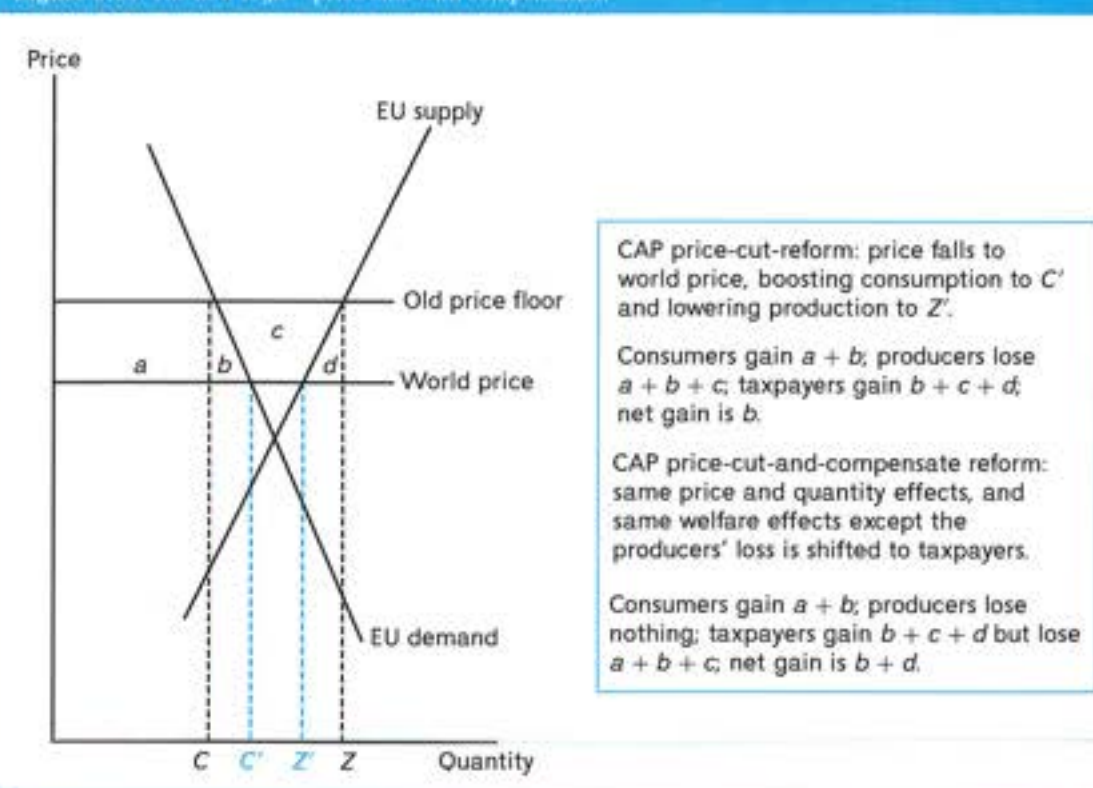 Price
EU supply
Old price floor
c
a
b
d
World price
EU demand
C
C'
Z'
Z
Quantity
CAP price-cut-reform: price falls to
world price, boosting consumption to C'
and lowering production to Z'.
Consumers gain a + b; producers lose
a + b + c; taxpayers gain b + c + d;
net gain is b.
CAP price-cut-and-compensate reform:
same price and quantity effects, and
same welfare effects except the
producers' loss is shifted to taxpayers.
Consumers gain a + b; producers lose
nothing; taxpayers gain b + c + d but lose
a + b + c; net gain is b + d.